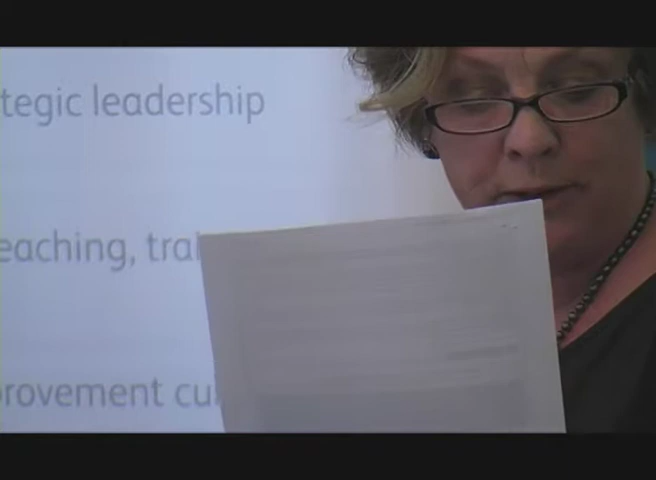 tegic leadership
eaching, trai
rovement cu